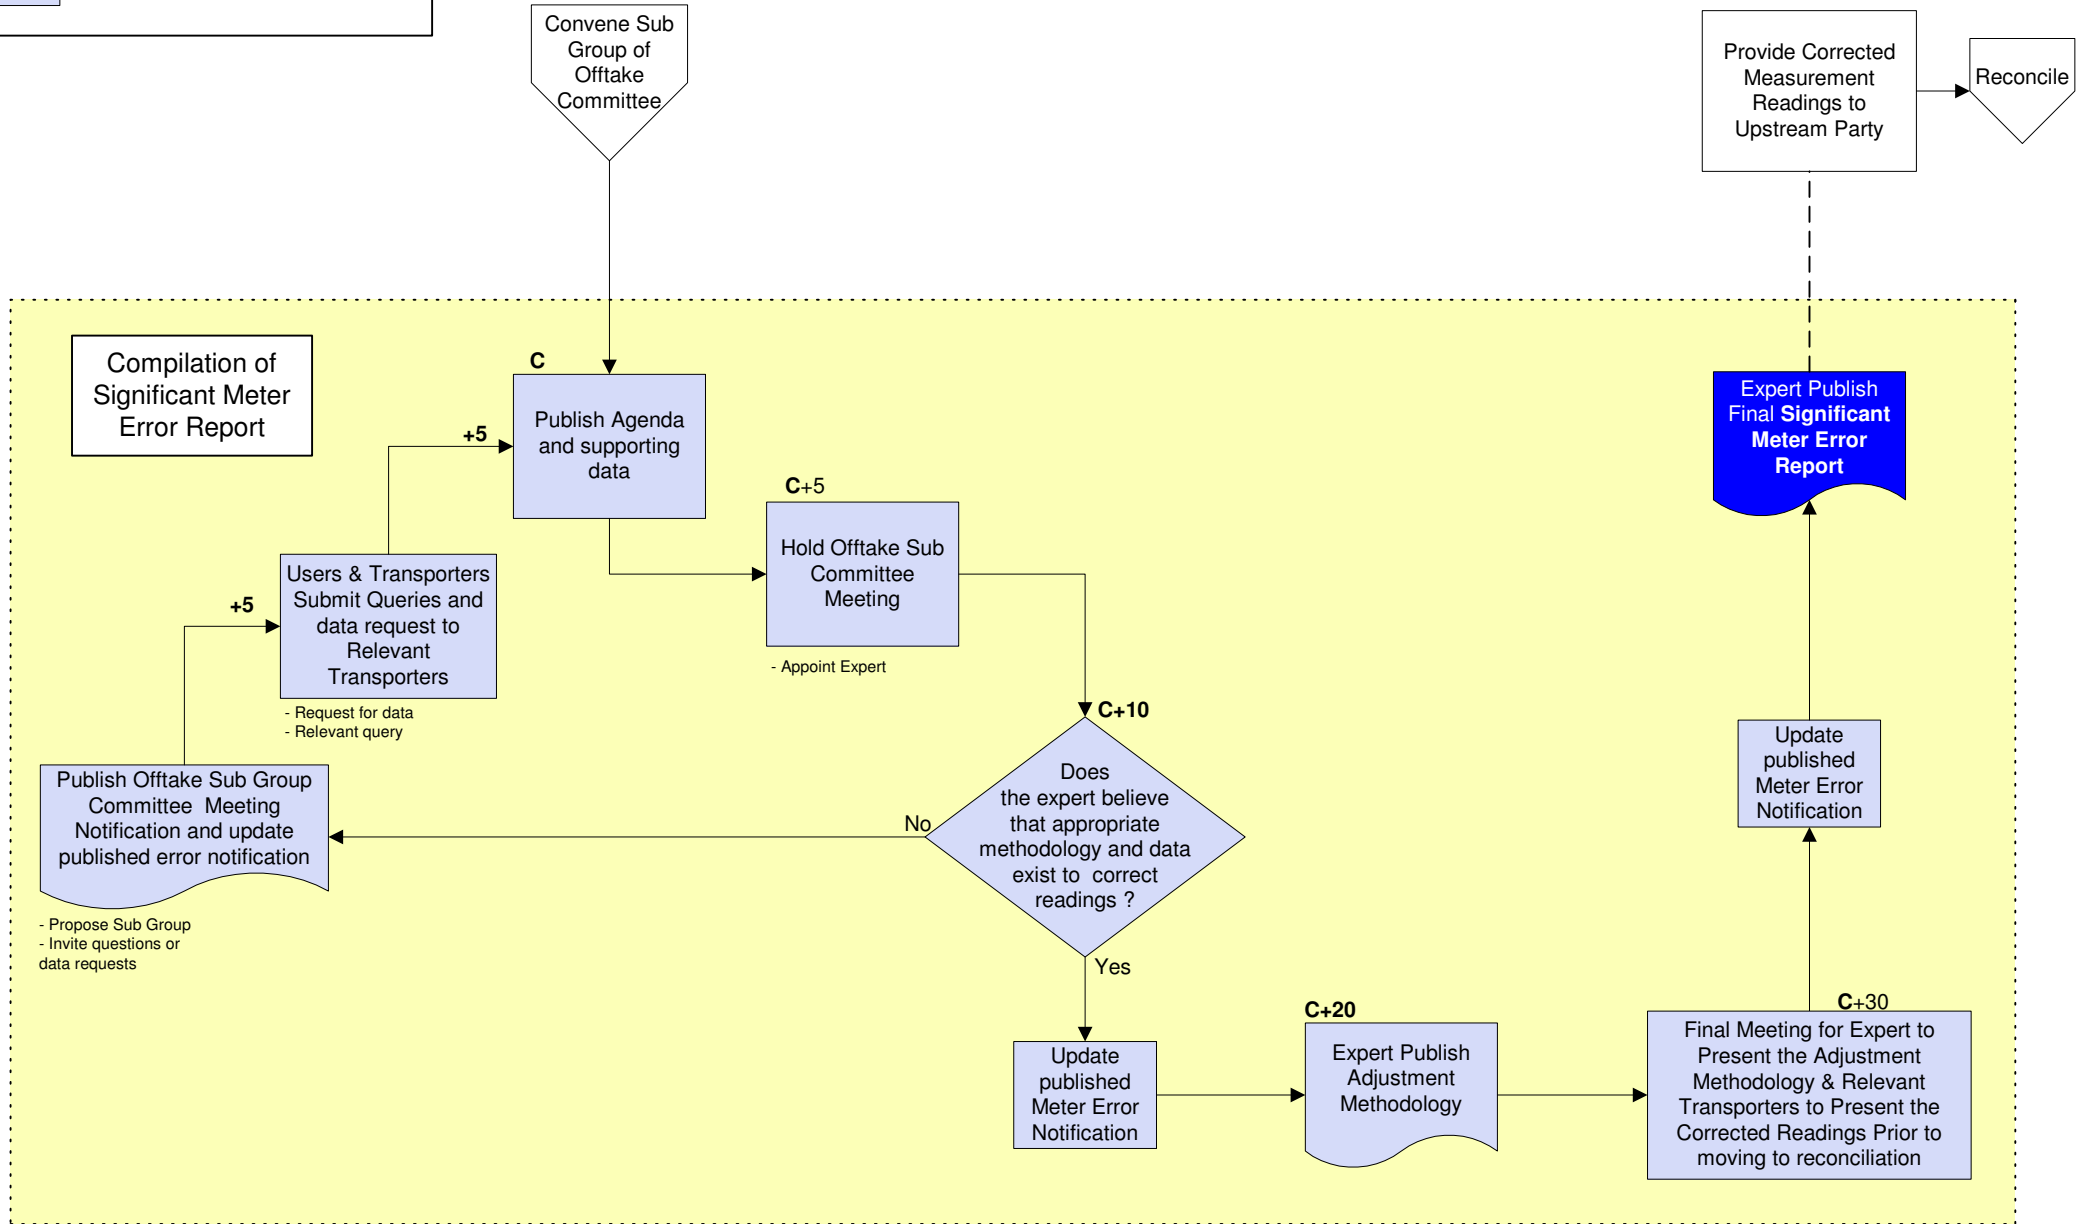 Convene Sub
Group of
Offtake
Committee
Provide Corrected
Measurement
Readings to
Upstream Party
Reconcile
Compilation of
Significant Meter
Error Report
C
Publish Agenda
and supporting
data
+5
C+5
Hold Offtake Sub
Committee
Meeting
- Appoint Expert
Users & Transporters
Submit Queries and
data request to
Relevant
Transporters
+5
- Request for data
- Relevant query
Publish Offtake Sub Group
Committee Meeting
Notification and update
published error notification
- Propose Sub Group
- Invite questions or
data requests
C+10
Does
the expert believe
that appropriate
methodology and data
exist to correct
readings ?
No
Yes
Update
published
Meter Error
Notification
C+20
Expert Publish
Adjustment
Methodology
C+30
Final Meeting for Expert to
Present the Adjustment
Methodology & Relevant
Transporters to Present the
Corrected Readings Prior to
moving to reconciliation
Update
published
Meter Error
Notification
Expert Publish
Final Significant
Meter Error
Report